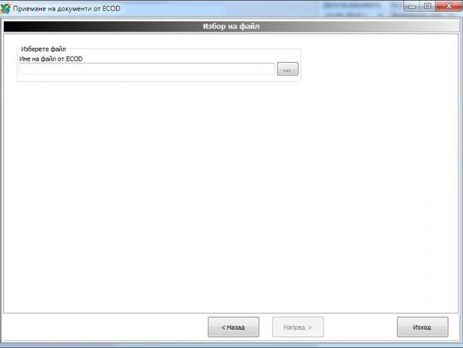 Приемане на документи от ECOD
Избор на файл
Изберете файл
Име на файл от ECOD
...
< Назад
Напред >
Изход